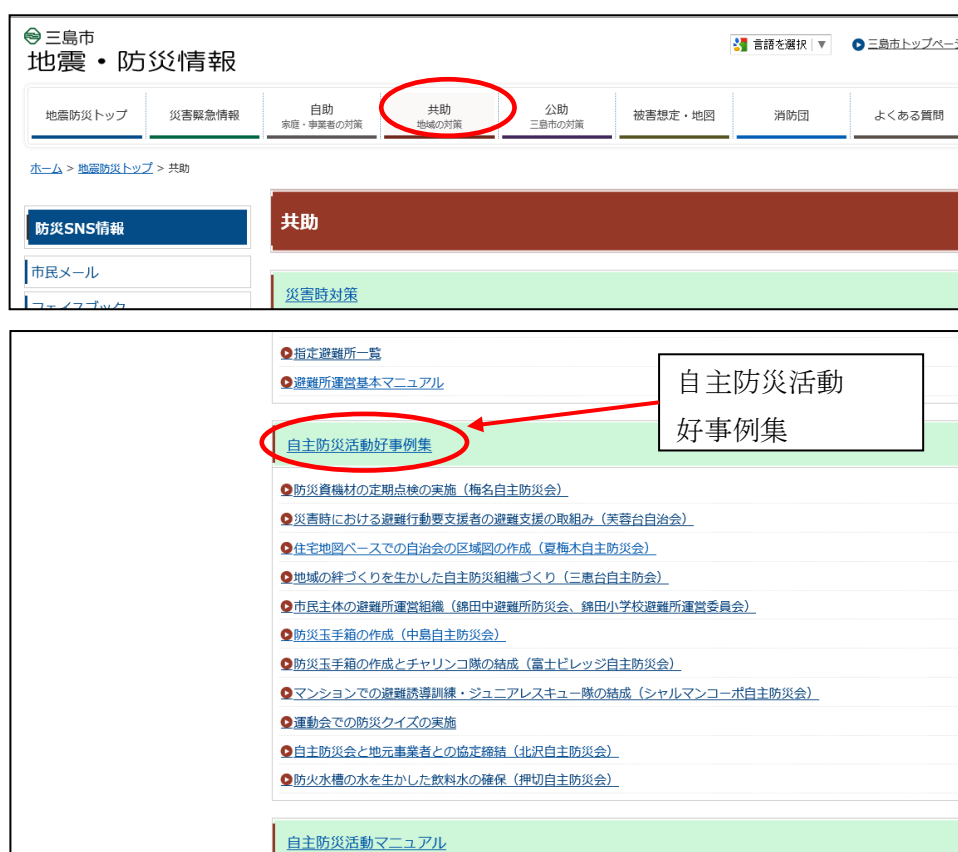 三島市
地震・防災情報
言語を選択 ▼
三島市トップページ
地震防災トップ
災害緊急情報
自助
家庭・事業者の対策
共助
地域の対策
公助
三島市の対策
被害想定・地図
消防団
よくある質問
ホーム > 地震防災トップ > 共助
防災SNS情報
共助
市民メール
災害時対策
フェイスブック
指定避難所一覧
避難所運営基本マニュアル
自主防災活動
好事例集
自主防災活動好事例集
防災資機材の定期点検の実施（梅名自主防災会）
災害時における避難行動要支援者の避難支援の取組み（芙蓉台自治会）
住宅地図ベースでの自治会の区域図の作成（夏梅木自主防災会）
地域の絆づくりを生かした自主防災組織づくり（三恵台自主防会）
市民主体の避難所運営組織（錦田中避難所防災会、錦田小学校避難所運営委員会）
防災玉手箱の作成（中島自主防災会）
防災玉手箱の作成とチャリンコ隊の結成（富士ビレッジ自主防災会）
マンションでの避難誘導訓練・ジュニアレスキュー隊の結成（シャルマンコーポ自主防災会）
運動会での防災クイズの実施
自主防災会と地元事業者との協定締結（北沢自主防災会）
防火水槽の水を生かした飲料水の確保（押切自主防災会）
自主防災活動マニュアル